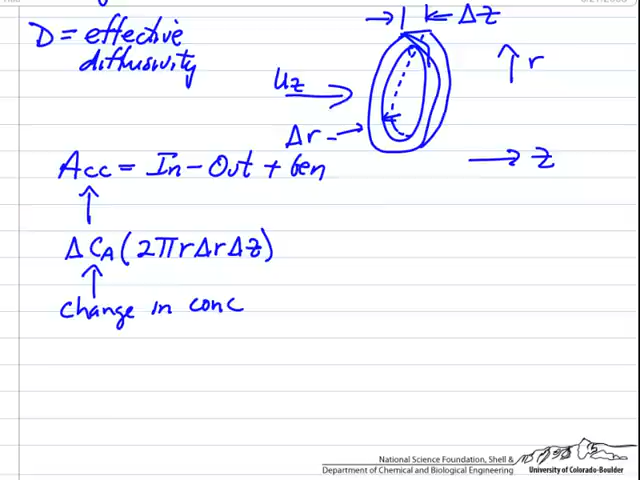 D = effective
diffusivity
Δz
r
uz
Δr
z
Acc = In - Out + Gen
ΔCA (2πrΔrΔz)
change in conc
National Science Foundation, Shell &
Department of Chemical and Biological Engineering
University of Colorado-Boulder